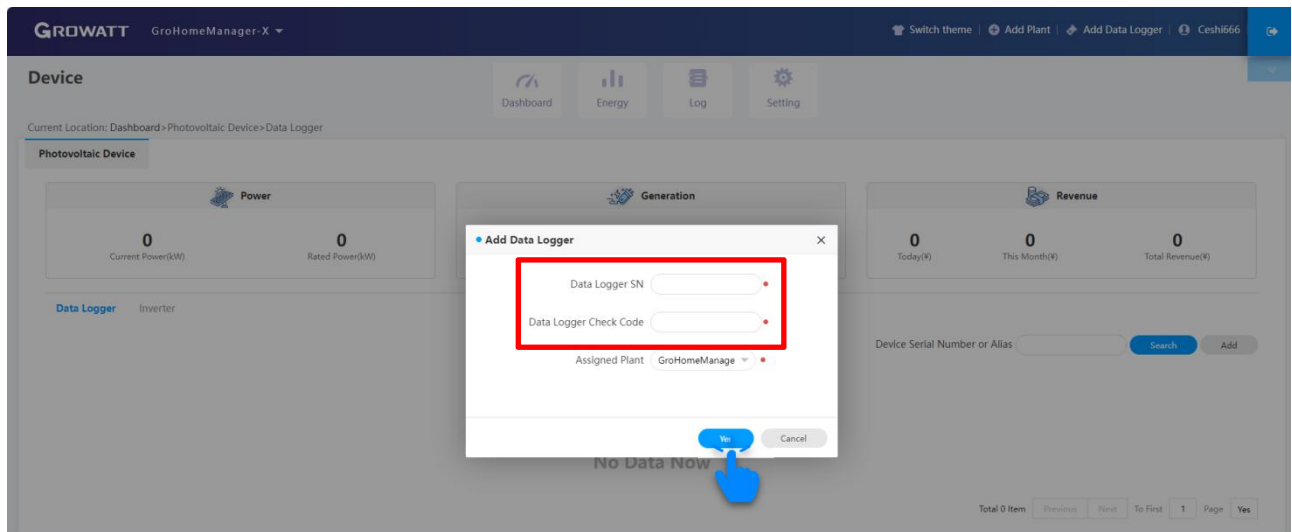 GROWATT GroHomeManager-X Switch theme | Add Plant | Add Data Logger | Ceshi666
Device
Dashboard Energy Log Setting
Current Location: Dashboard>Photovoltaic Device>Data Logger
Photovoltaic Device
Power Generation Revenue
0 0 0 0 0
Current Power(kW) Rated Power(kW) Today(¥) This Month(¥) Total Revenue(¥)
Add Data Logger
Data Logger SN
Data Logger Check Code
Assigned Plant GroHomeManage
Yes Cancel
Data Logger Inverter
Device Serial Number or Alias Search Add
No Data Now
Total 0 Item Previous Next To First 1 Page Yes